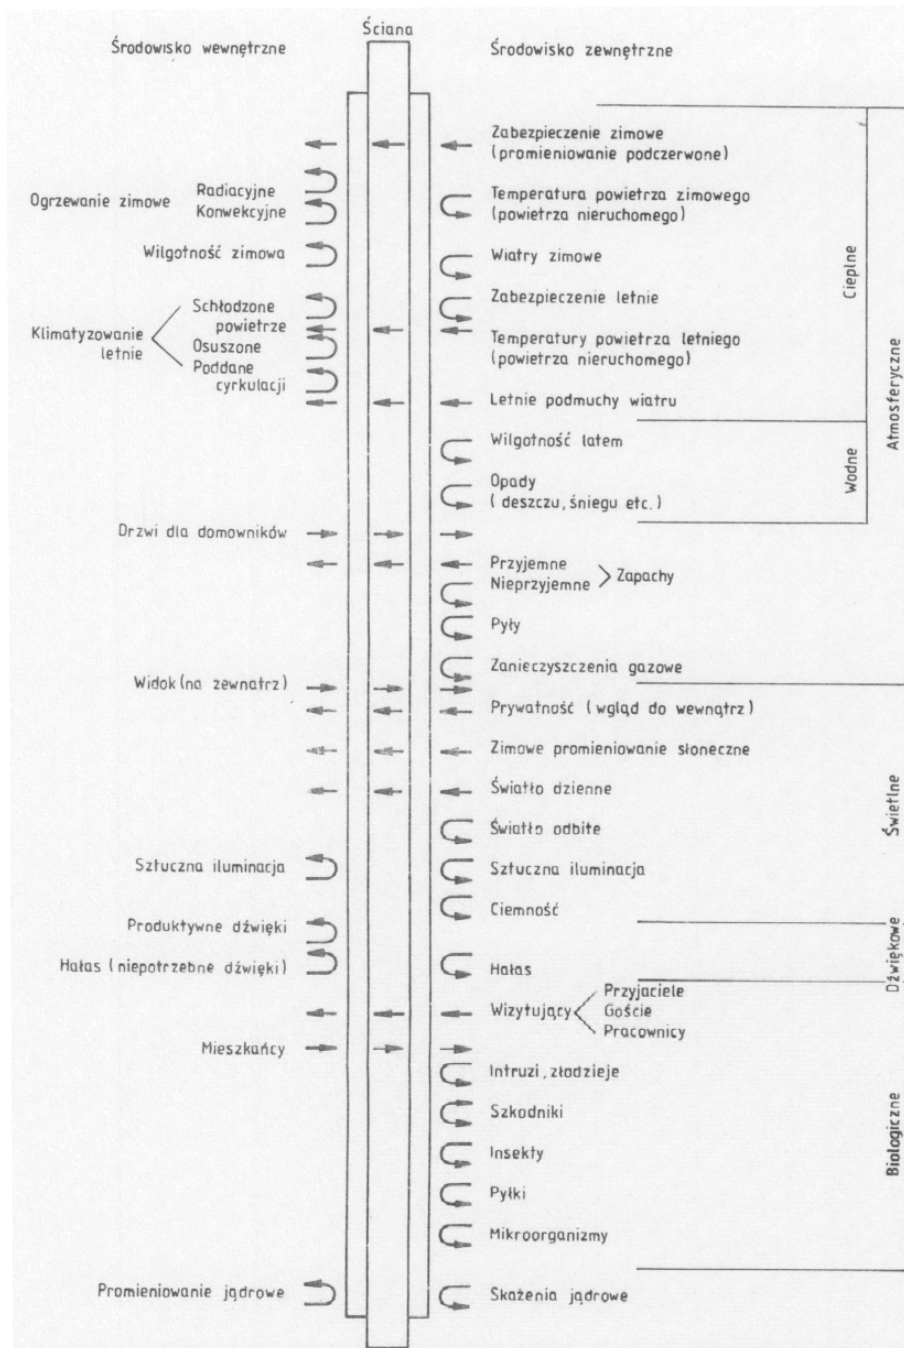 Ściana
Środowisko wewnętrzne
Środowisko zewnętrzne
Zabezpieczenie zimowe
(promieniowanie podczerwone)
Ogrzewanie zimowe
Radiacyjne
Konwekcyjne
Temperatura powietrza zimowego
(powietrza nieruchomego)
Wilgotność zimowa
Wiatry zimowe
Zabezpieczenie letnie
Klimatyzowanie
letnie
Schłodzone
powietrze
Osuszone
Poddane
cyrkulacji
Temperatury powietrza letniego
(powietrza nieruchomego)
Letnie podmuchy wiatru
Cieplne
Wilgotność latem
Opady
(deszczu, śniegu etc.)
Wodne
Atmosferyczne
Drzwi dla domowników
Przyjemne
Nieprzyjemne
Zapachy
Pyły
Zanieczyszczenia gazowe
Widok (na zewnatrz)
Prywatność (wgląd do wewnątrz)
Zimowe promieniowanie słoneczne
Światło dzienne
Światło odbite
Sztuczna iluminacja
Sztuczna iluminacja
Ciemność
Świetlne
Produktywne dźwięki
Hałas (niepotrzebne dźwięki)
Hałas
Dźwiękowe
Wizytujący
Przyjaciele
Goście
Pracownicy
Mieszkańcy
Intruzi, złodzieje
Szkodniki
Insekty
Pyłki
Mikroorganizmy
Biologiczne
Promieniowanie jądrowe
Skażenia jądrowe